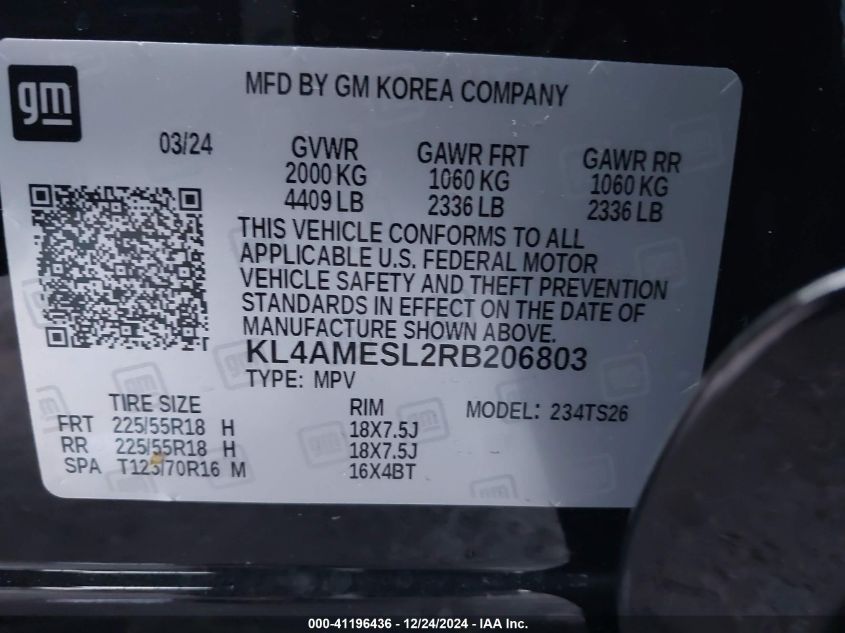 gm
MFD BY GM KOREA COMPANY
03/24
GVWR GAWR FRT GAWR RR
2000 KG 1060 KG 1060 KG
4409 LB 2336 LB 2336 LB
THIS VEHICLE CONFORMS TO ALL
APPLICABLE U.S. FEDERAL MOTOR
VEHICLE SAFETY AND THEFT PREVENTION
STANDARDS IN EFFECT ON THE DATE OF
MANUFACTURE SHOWN ABOVE.
KL4AMESL2RB206803
TYPE: MPV
TIRE SIZE RIM MODEL: 234TS26
FRT 225/55R18 H 18X7.5J
RR 225/55R18 H 18X7.5J
SPA T125/70R16 M 16X4BT
000-41196436 - 12/24/2024 - IAA Inc.